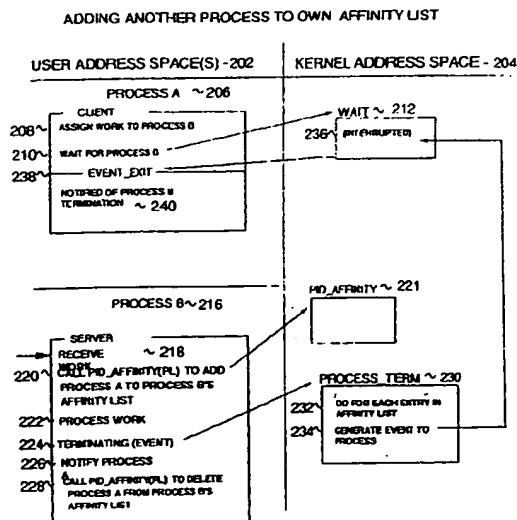 ADDING ANOTHER PROCESS TO OWN AFFINITY LIST
USER ADDRESS SPACE(S) - 202
KERNEL ADDRESS SPACE - 204
PROCESS A ~ 206
CLIENT
208~ ASSIGN WORK TO PROCESS B
210~ WAIT FOR PROCESS B
238~ EVENT_EXIT
NOTIFIED OF PROCESS B
TERMINATION ~ 240
WAIT ~ 212
236~ (INTERRUPTED)
PROCESS B ~ 216
SERVER
RECEIVE ~ 218
WORK
220~ CALL PID_AFFINITY(PL) TO ADD
PROCESS A TO PROCESS B'S
AFFINITY LIST
222~ PROCESS WORK
224~ TERMINATING (EVENT)
226~ NOTIFY PROCESS
A
228~ CALL PID_AFFINITY(PL) TO DELETE
PROCESS A FROM PROCESS B'S
AFFINITY LIST
PID_AFFINITY ~ 221
PROCESS_TERM ~ 230
232~ DO FOR EACH ENTRY IN
AFFINITY LIST
234~ GENERATE EVENT TO
PROCESS